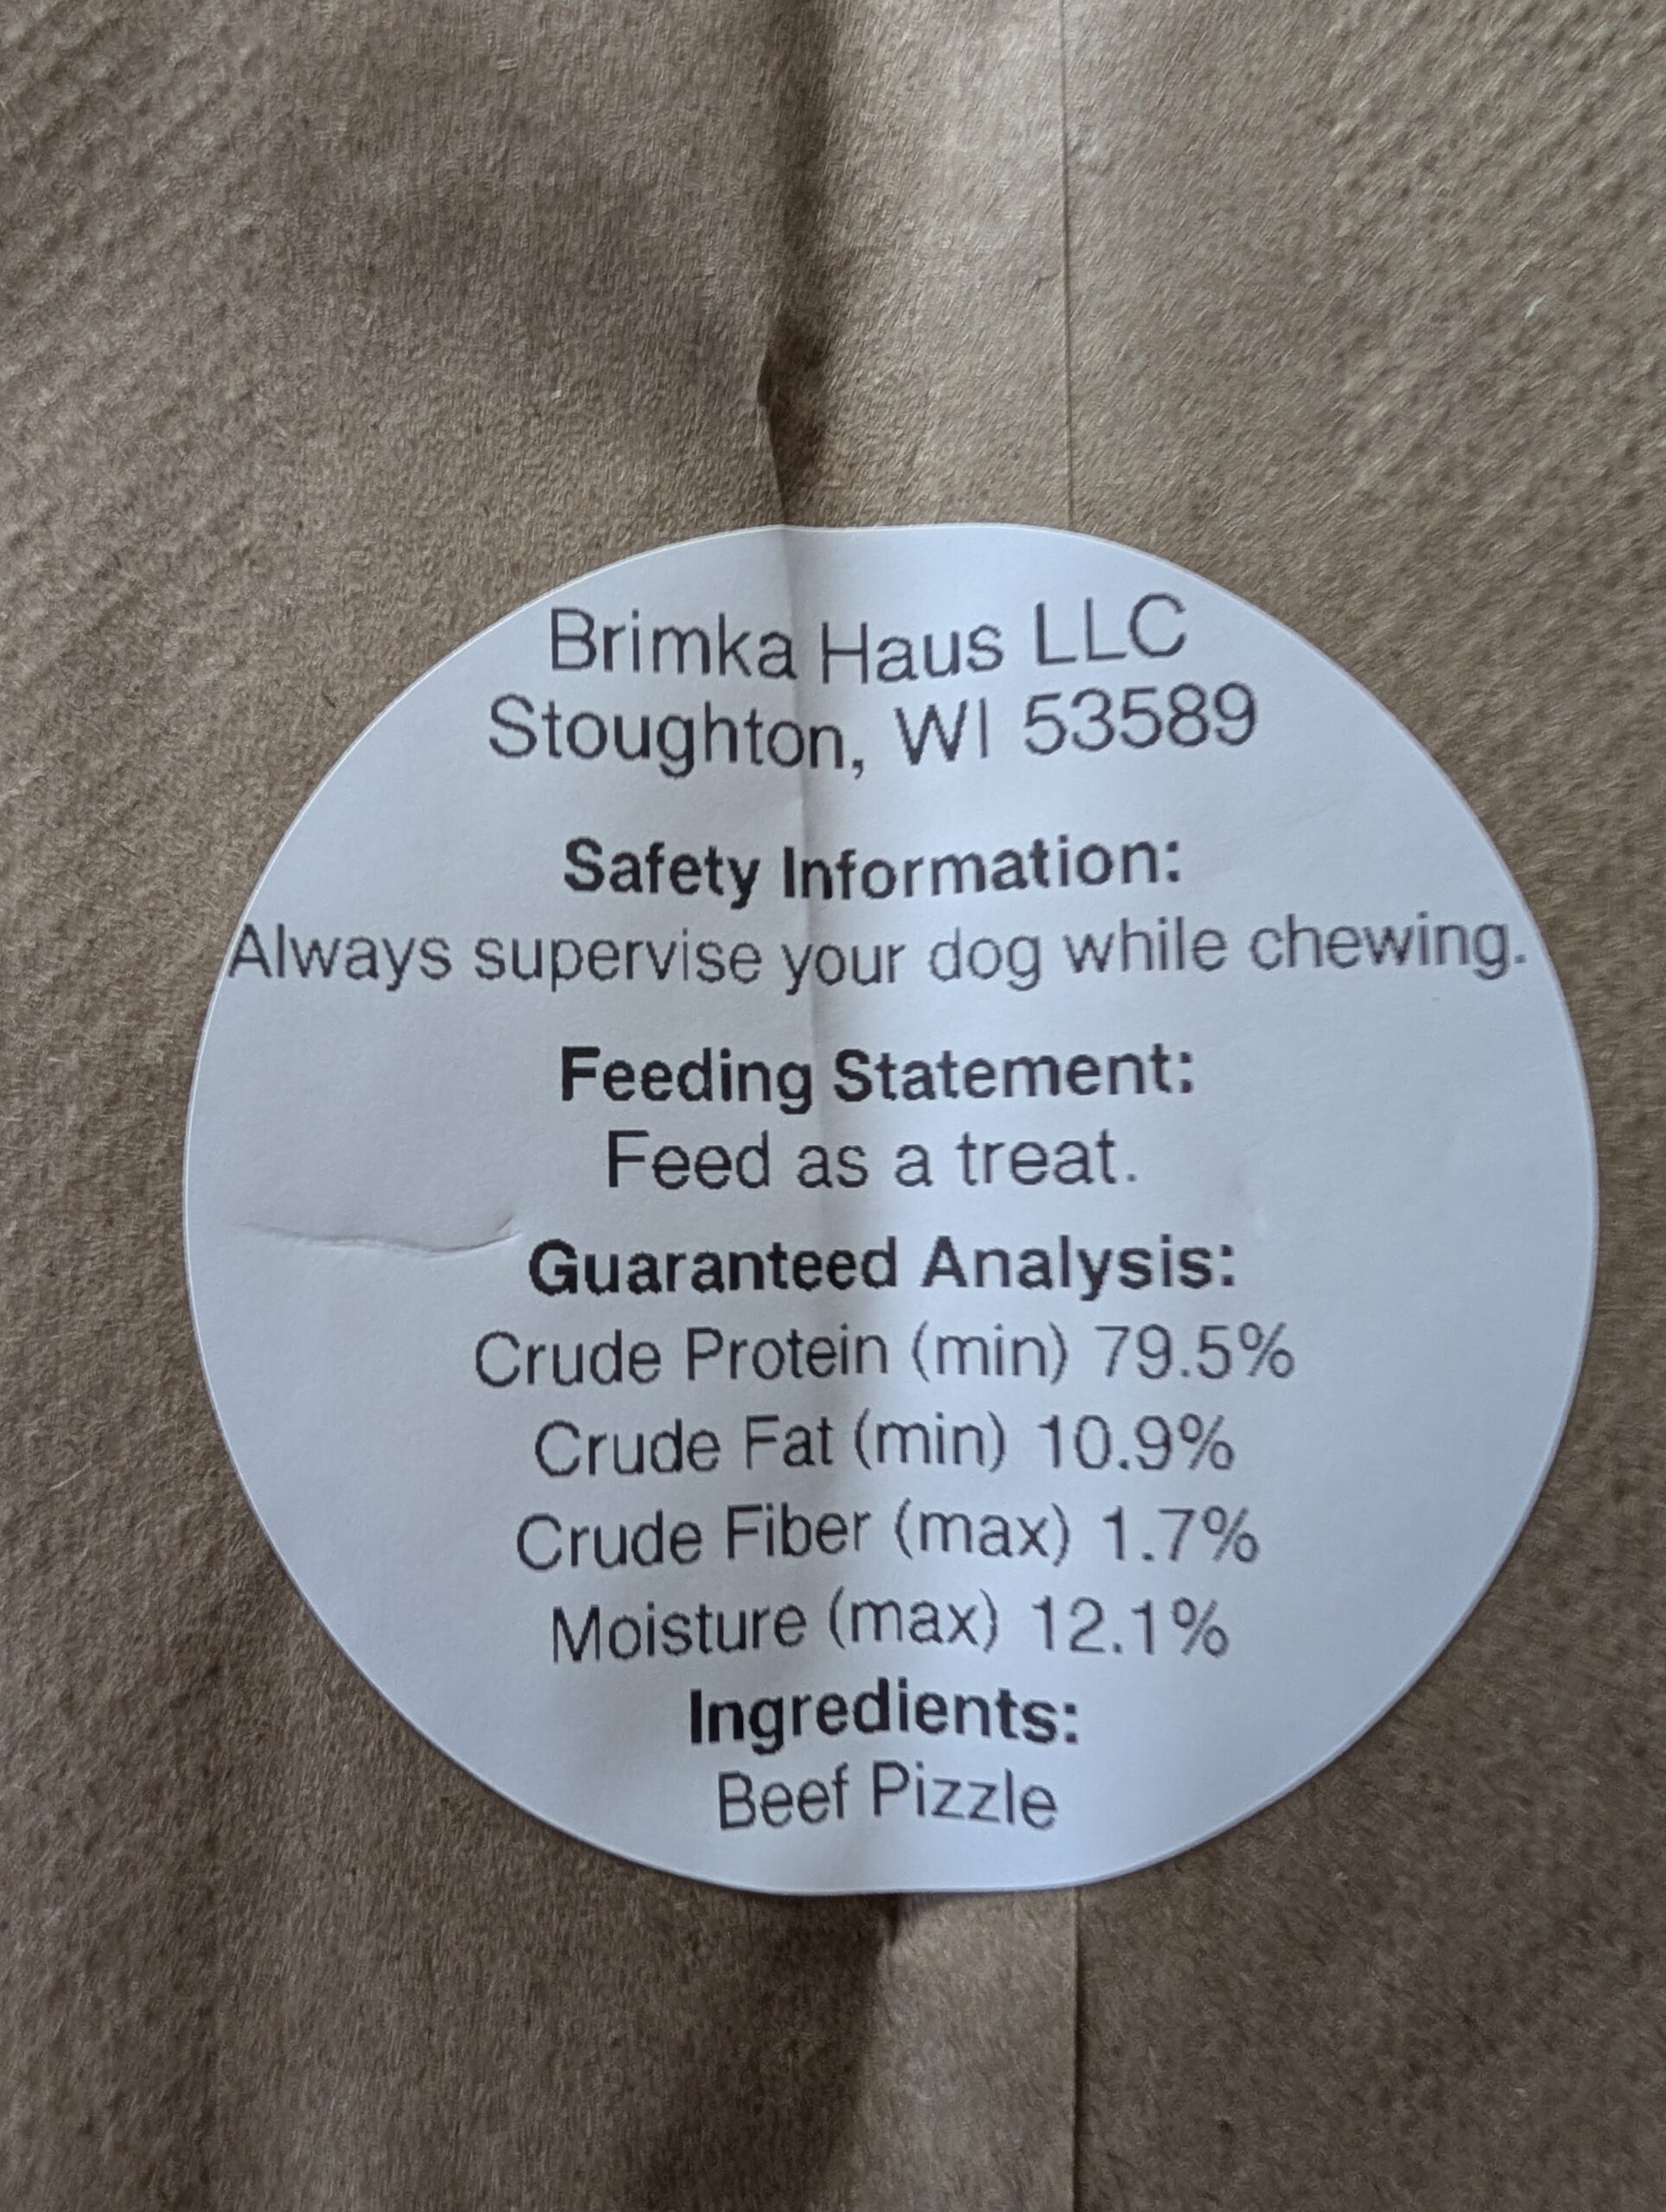 Brimka Haus LLC
Stoughton, WI 53589
Safety Information:
Always supervise your dog while chewing.
Feeding Statement:
Feed as a treat.
Guaranteed Analysis:
Crude Protein (min) 79.5%
Crude Fat (min) 10.9%
Crude Fiber (max) 1.7%
Moisture (max) 12.1%
Ingredients:
Beef Pizzle